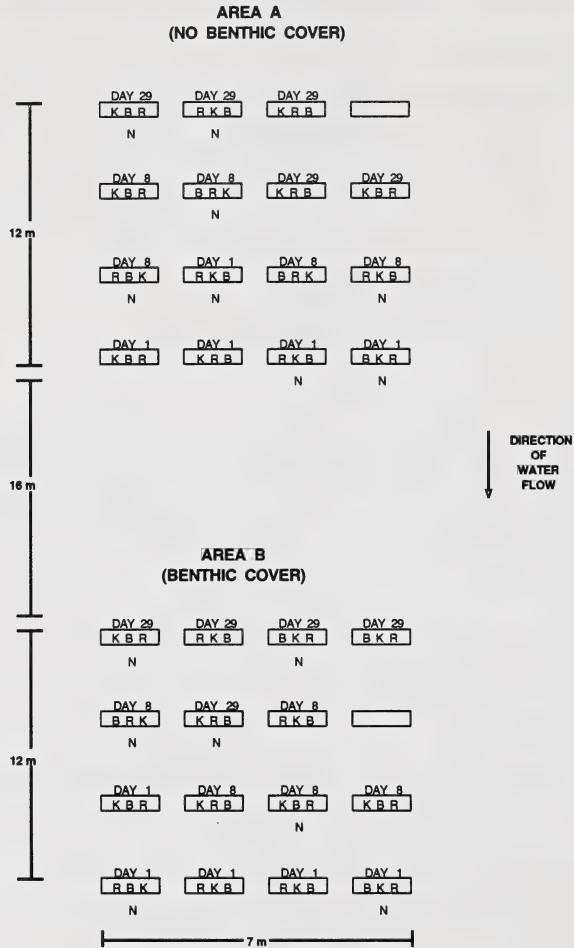 AREA A
(NO BENTHIC COVER)
DAY 29 DAY 29 DAY 29
K B R R K B K R B
N N
DAY 8 DAY 8 DAY 29 DAY 29
K B R B R K K R B K B R
N
12 m
DAY 8 DAY 1 DAY 8 DAY 8
R B K R K B B R K R K B
N N N
DAY 1 DAY 1 DAY 1 DAY 1
K B R K R B R K B B K R
N N
DIRECTION
OF
WATER
FLOW
16 m
AREA B
(BENTHIC COVER)
DAY 29 DAY 29 DAY 29 DAY 29
K B R R K B B K R B K R
N N
DAY 8 DAY 29 DAY 8
B R K K R B R K B
N N
12 m
DAY 1 DAY 8 DAY 8 DAY 8
K B R K R B K B R K B R
N
DAY 1 DAY 1 DAY 1 DAY 1
R B K R K B R K B B K R
N N
7 m